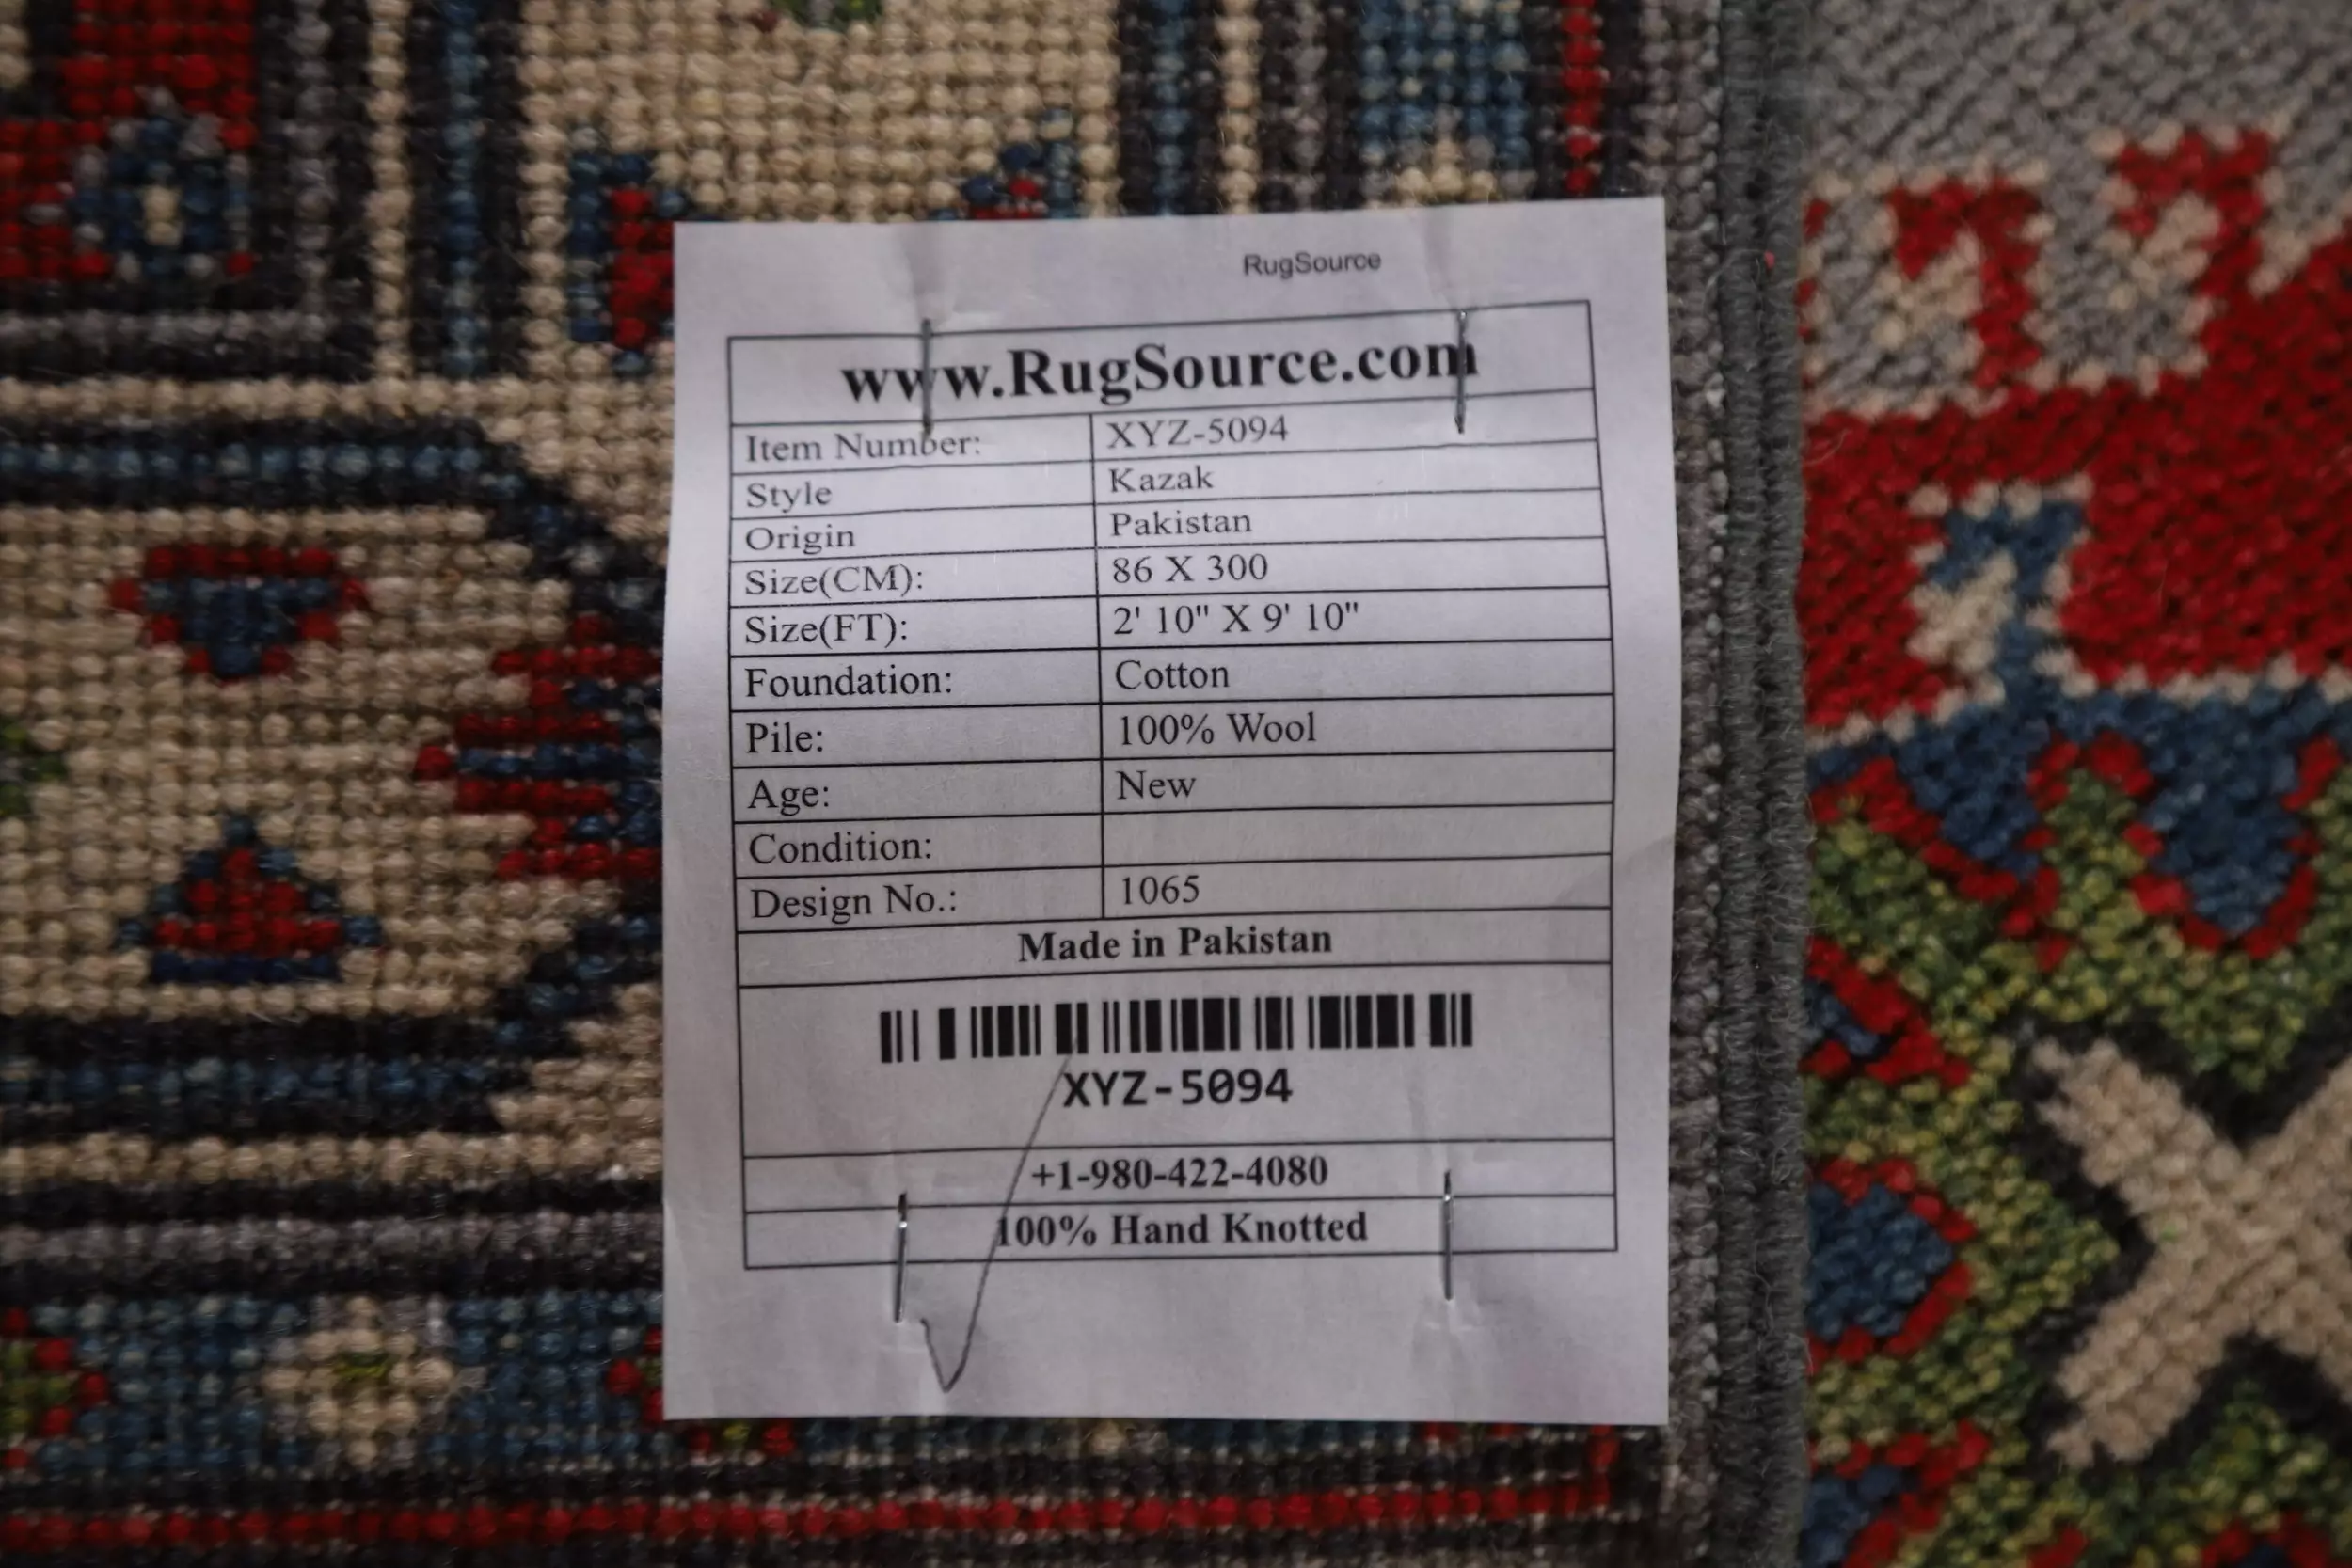 RugSource
www.RugSource.com
Item Number: XYZ-5094
Style Kazak
Origin Pakistan
Size(CM): 86 X 300
Size(FT): 2' 10" X 9' 10"
Foundation: Cotton
Pile: 100% Wool
Age: New
Condition:
Design No.: 1065
Made in Pakistan
XYZ-5094
+1-980-422-4080
100% Hand Knotted